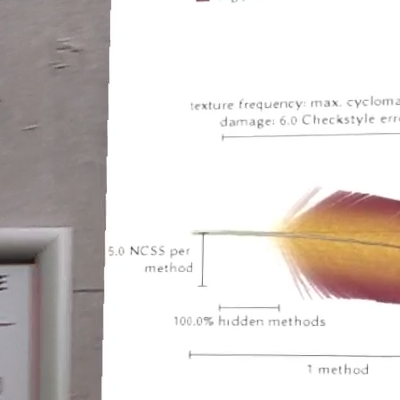 texture frequency: max. cycloma
damage: 6.0 Checkstyle erro
5.0 NCSS per
method
100.0% hidden methods
1 method
E